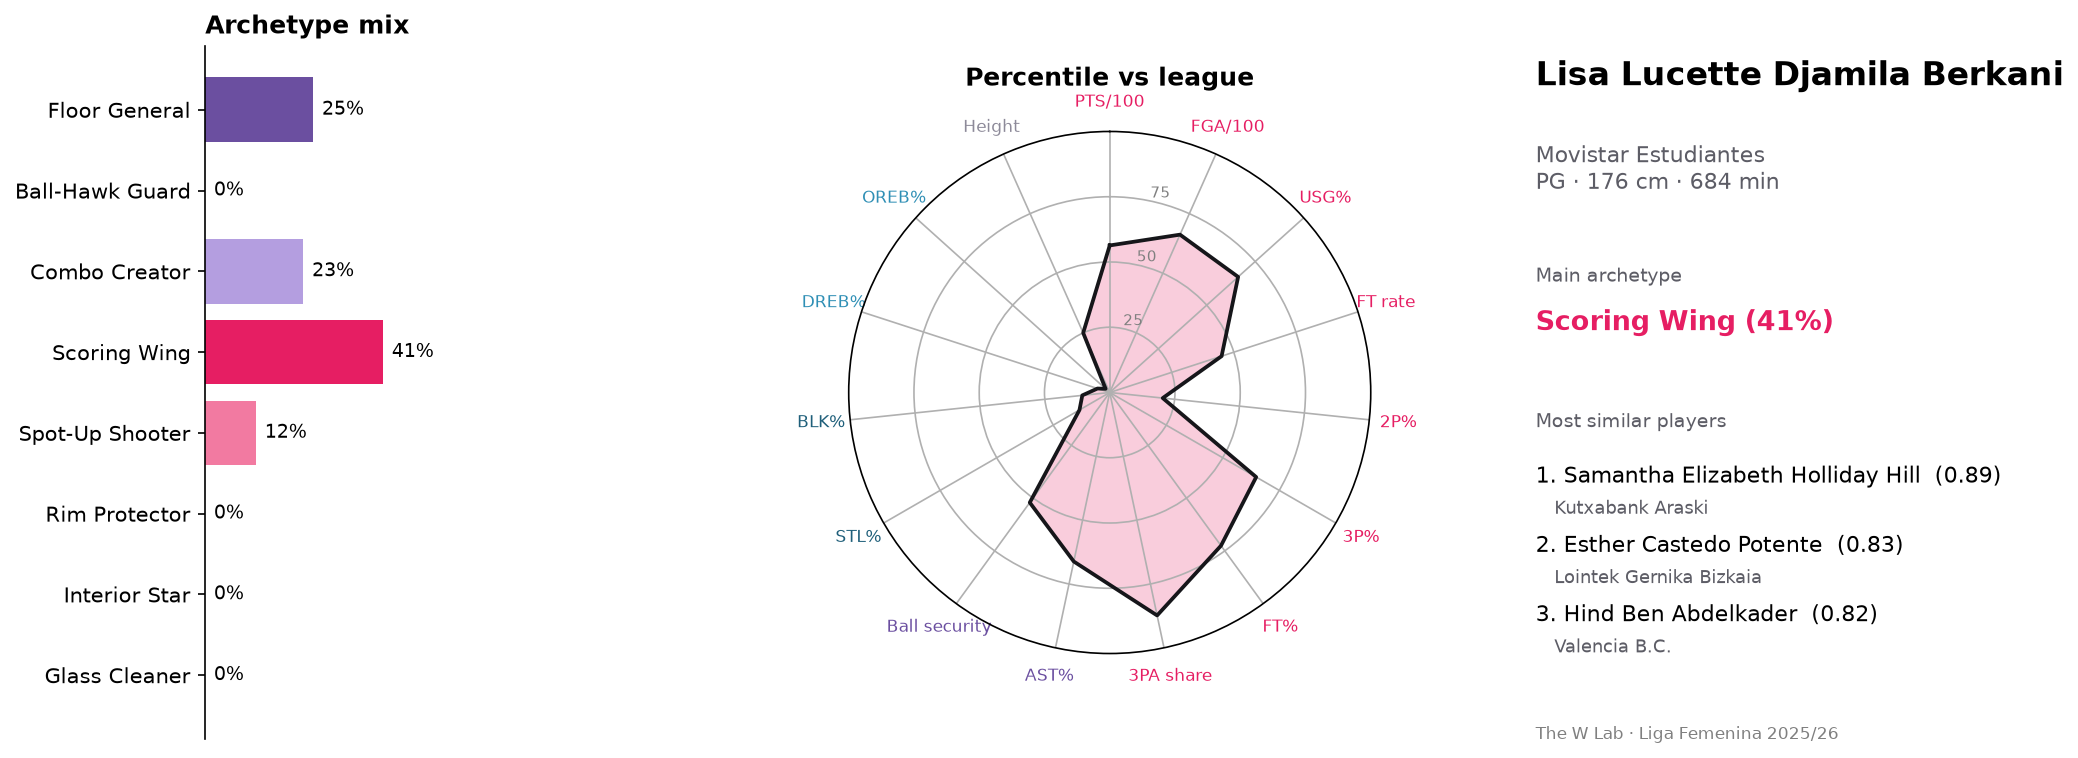 Archetype mix
Floor General
25%
Ball-Hawk Guard
0%
Combo Creator
23%
Scoring Wing
41%
Spot-Up Shooter
12%
Rim Protector
0%
Interior Star
0%
Glass Cleaner
0%
Percentile vs league
PTS/100
FGA/100
USG%
FT rate
2P%
3P%
FT%
3PA share
AST%
Ball security
STL%
BLK%
DREB%
OREB%
Height
25
50
75
Lisa Lucette Djamila Berkani
Movistar Estudiantes
PG · 176 cm · 684 min
Main archetype
Scoring Wing (41%)
Most similar players
1. Samantha Elizabeth Holliday Hill (0.89)
Kutxabank Araski
2. Esther Castedo Potente (0.83)
Lointek Gernika Bizkaia
3. Hind Ben Abdelkader (0.82)
Valencia B.C.
The W Lab · Liga Femenina 2025/26